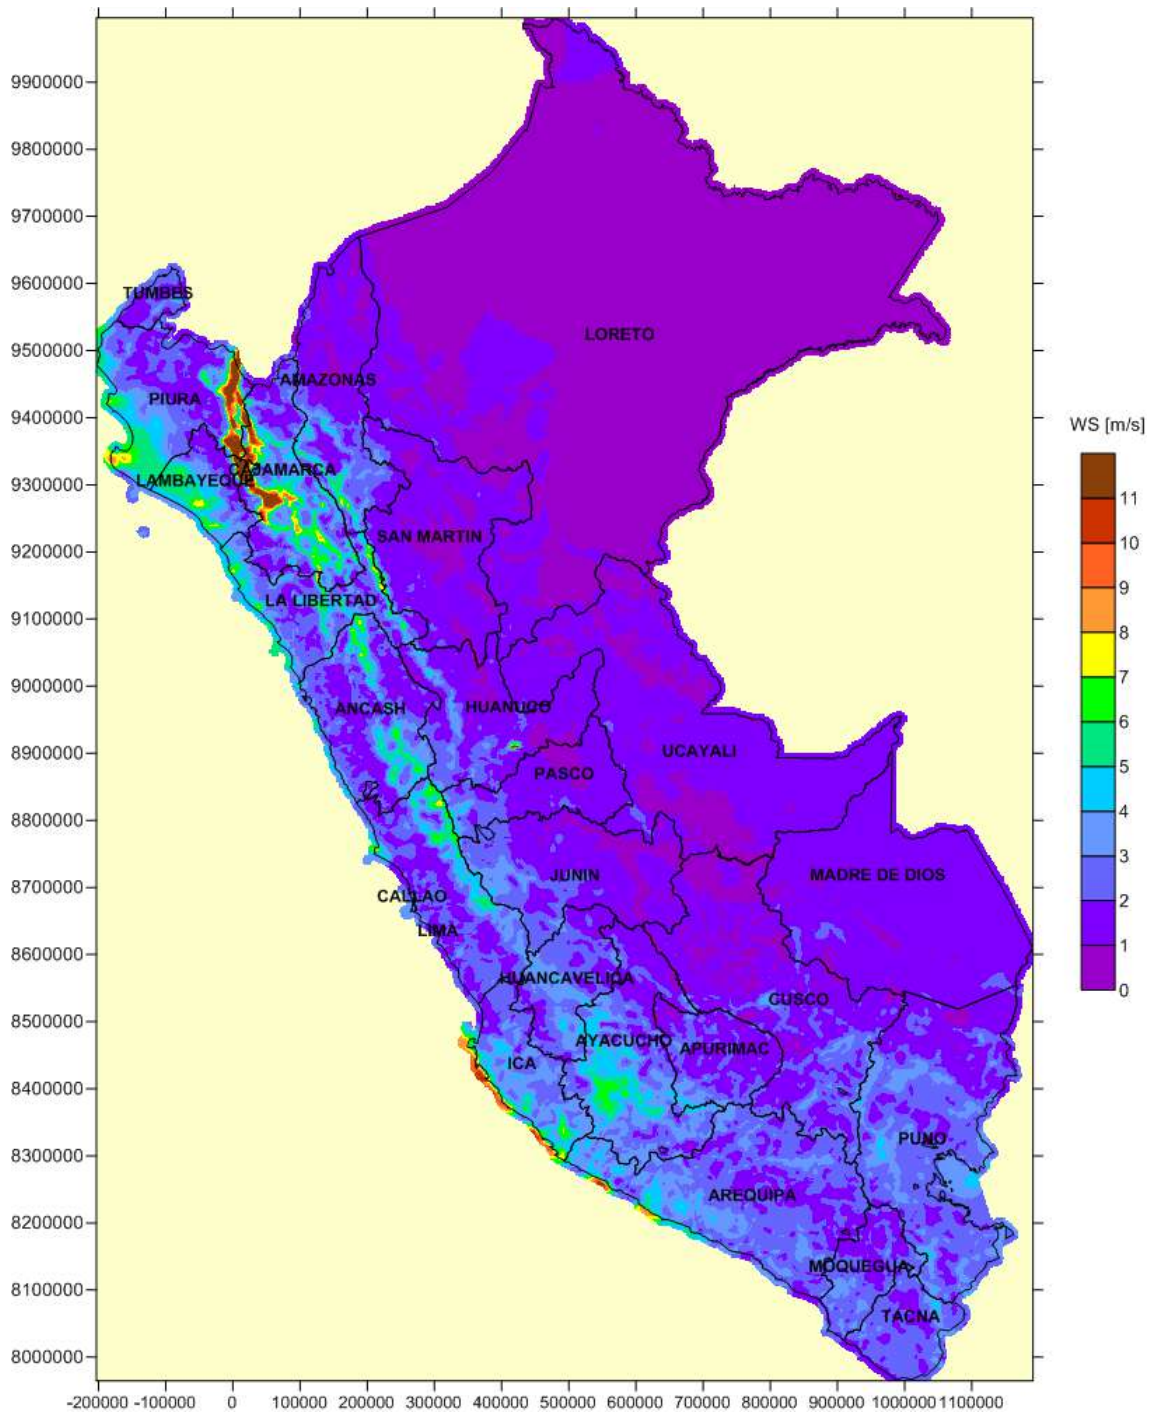 9900000
9800000
9700000
9600000
9500000
9400000
9300000
9200000
9100000
9000000
8900000
8800000
8700000
8600000
8500000
8400000
8300000
8200000
8100000
8000000
TUMBES
LORETO
AMAZONAS
PIURA
CAJAMARCA
LAMBAYEQUE
SAN MARTIN
LA LIBERTAD
ANCASH
HUANUCO
UCAYALI
PASCO
JUNIN
MADRE DE DIOS
CALLAO
LIMA
HUANCAVELICA
CUSCO
AYACUCHO
APURIMAC
ICA
PUNO
AREQUIPA
MOQUEGUA
TACNA
WS [m/s]
11
10
9
8
7
6
5
4
3
2
1
0
-200000 -100000 0 100000 200000 300000 400000 500000 600000 700000 800000 900000 1000000 1100000